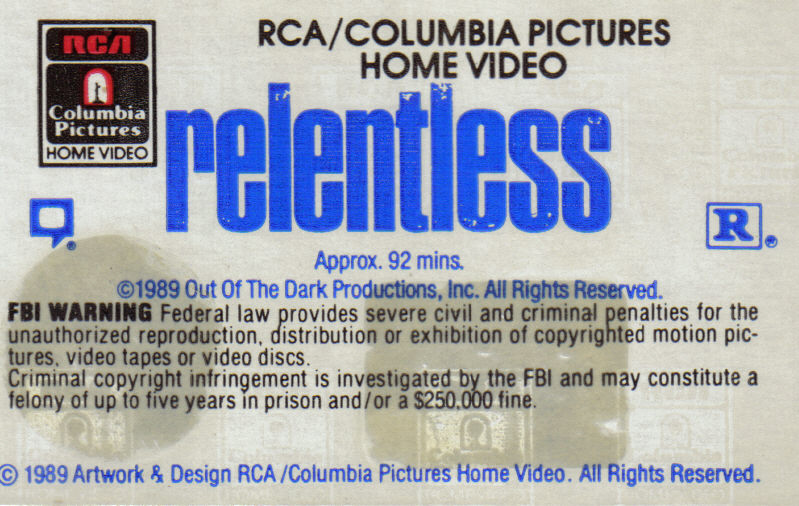 RCA
Columbia
Pictures
HOME VIDEO
RCA/COLUMBIA PICTURES
HOME VIDEO
relentless
R®
Approx. 92 mins.
©1989 Out Of The Dark Productions, Inc. All Rights Reserved.
FBI WARNING Federal law provides severe civil and criminal penalties for the
unauthorized reproduction, distribution or exhibition of copyrighted motion pic-
tures, video tapes or video discs.
Criminal copyright infringement is investigated by the FBI and may constitute a
felony of up to five years in prison and/or a $250,000 fine.
© 1989 Artwork & Design RCA/Columbia Pictures Home Video. All Rights Reserved.